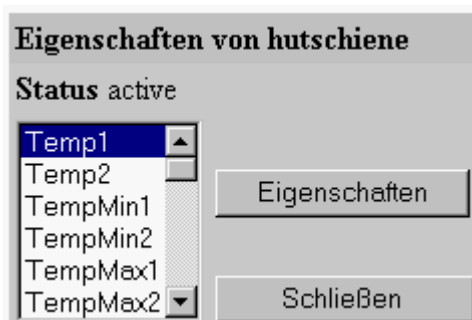 Eigenschaften von hutschiene
Status active
Temp1
Temp2
TempMin1
TempMin2
TempMax1
TempMax2
Eigenschaften
Schließen